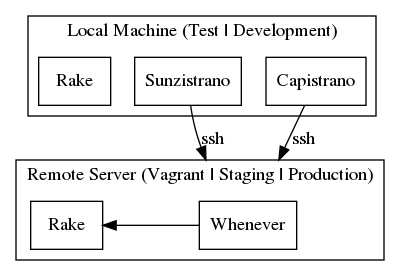 Local Machine (Test | Development)
Rake
Sunzistrano
Capistrano
ssh
ssh
Remote Server (Vagrant | Staging | Production)
Rake
Whenever